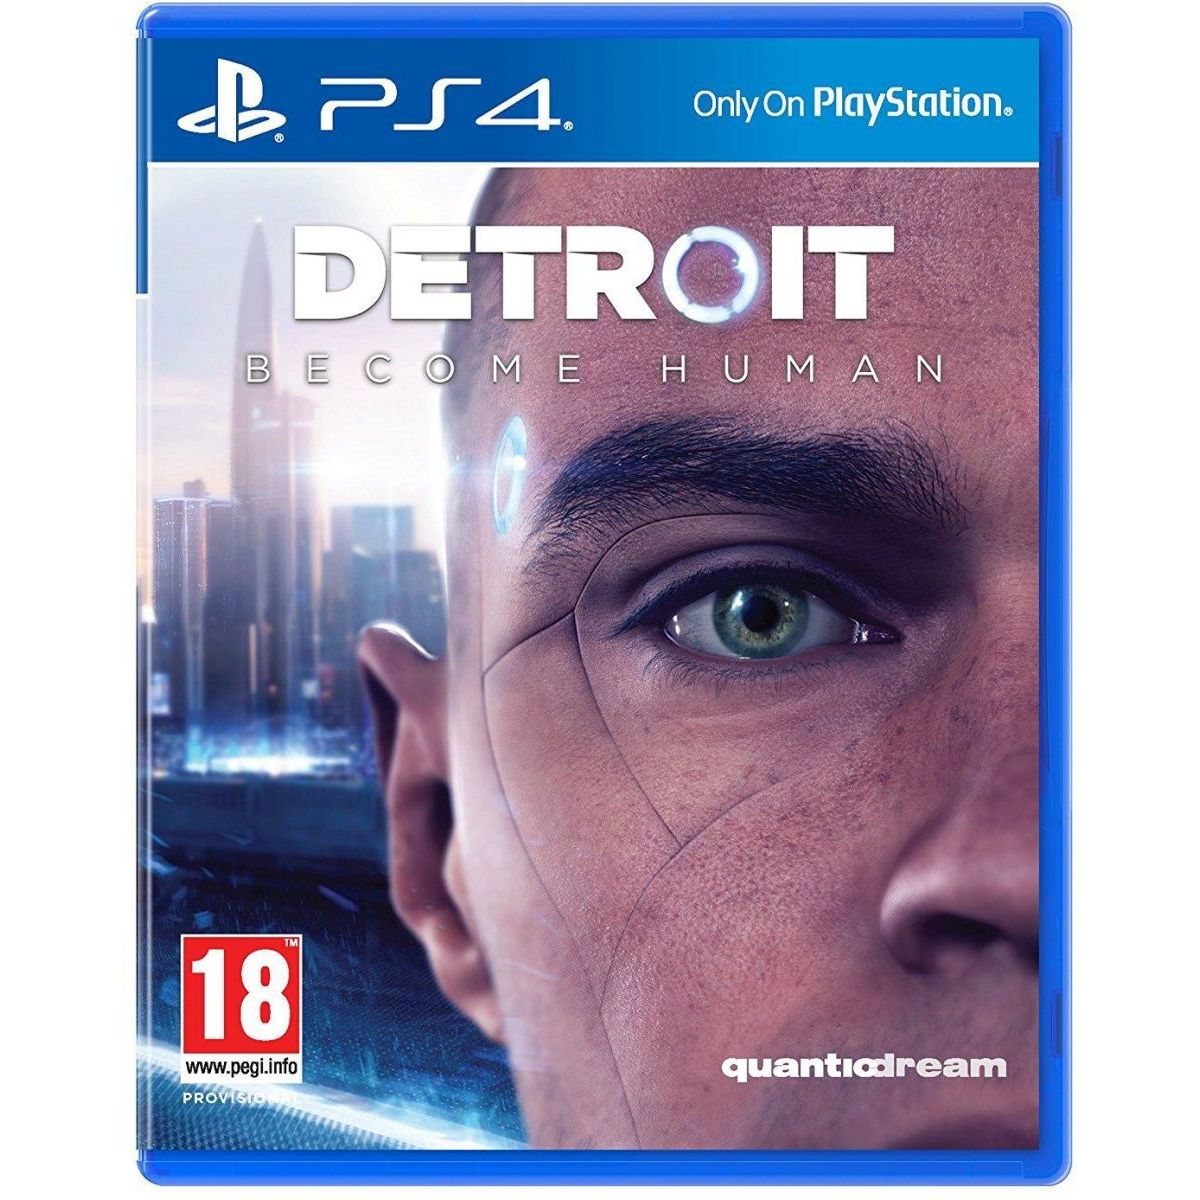 PS4
Only On PlayStation
DETROIT
BECOME HUMAN
18
www.pegi.info
PROVISIONAL
quanticdream